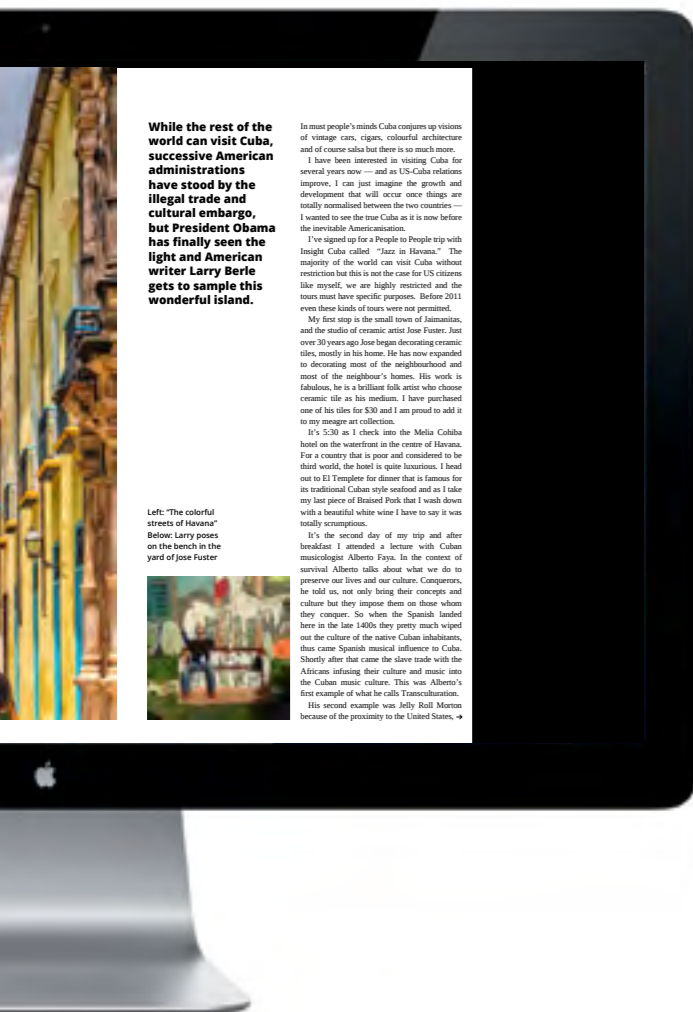 While the rest of the
world can visit Cuba,
successive American
administrations
have stood by the
illegal trade and
cultural embargo,
but President Obama
has finally seen the
light and American
writer Larry Berle
gets to sample this
wonderful island.
Left: “The colorful
streets of Havana”
Below: Larry poses
on the bench in the
yard of Jose Fuster
In must people’s minds Cuba conjures up visions
of vintage cars, cigars, colourful architecture
and of course salsa but there is so much more.
I have been interested in visiting Cuba for
several years now — and as US-Cuba relations
improve, I can just imagine the growth and
development that will occur once things are
totally normalised between the two countries —
I wanted to see the true Cuba as it is now before
the inevitable Americanisation.
I’ve signed up for a People to People trip with
Insight Cuba called “Jazz in Havana.” The
majority of the world can visit Cuba without
restriction but this is not the case for US citizens
like myself, we are highly restricted and the
tours must have specific purposes. Before 2011
even these kinds of tours were not permitted.
My first stop is the small town of Jaimanitas,
and the studio of ceramic artist Jose Fuster. Just
over 30 years ago Jose began decorating ceramic
tiles, mostly in his home. He has now expanded
to decorating most of the neighbourhood and
most of the neighbour’s homes. His work is
fabulous, he is a brilliant folk artist who choose
ceramic tile as his medium. I have purchased
one of his tiles for $30 and I am proud to add it
to my meagre art collection.
It’s 5:30 as I check into the Melia Cohiba
hotel on the waterfront in the centre of Havana.
For a country that is poor and considered to be
third world, the hotel is quite luxurious. I head
out to El Templete for dinner that is famous for
its traditional Cuban style seafood and as I take
my last piece of Braised Pork that I wash down
with a beautiful white wine I have to say it was
totally scrumptious.
It’s the second day of my trip and after
breakfast I attended a lecture with Cuban
musicologist Alberto Faya. In the context of
survival Alberto talks about what we do to
preserve our lives and our culture. Conquerors,
he told us, not only bring their concepts and
culture but they impose them on those whom
they conquer. So when the Spanish landed
here in the late 1400s they pretty much wiped
out the culture of the native Cuban inhabitants,
thus came Spanish musical influence to Cuba.
Shortly after that came the slave trade with the
Africans infusing their culture and music into
the Cuban music culture. This was Alberto’s
first example of what he calls Transculturation.
His second example was Jelly Roll Morton
because of the proximity to the United States, ➔